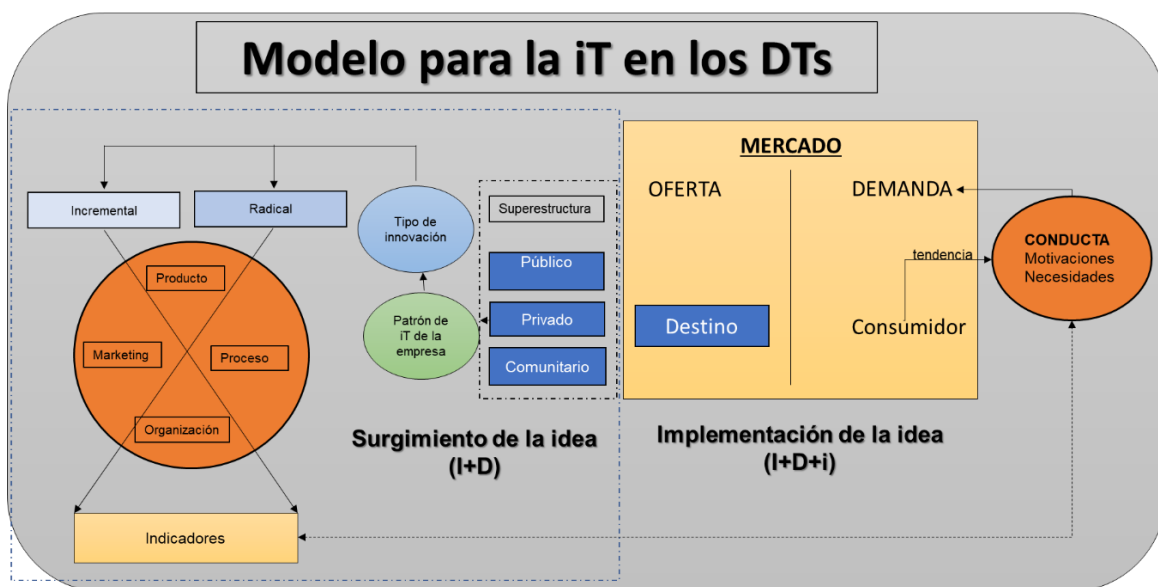 Modelo para la iT en los DTs
Incremental
Radical
Tipo de
innovación
Superestructura
Público
Privado
Comunitario
Patrón de
iT de la
empresa
Producto
Marketing
Proceso
Organización
Indicadores
Surgimiento de la idea
(I+D)
MERCADO
OFERTA
DEMANDA
Destino
tendencia
Consumidor
CONDUCTA
Motivaciones
Necesidades
Implementación de la idea
(I+D+i)